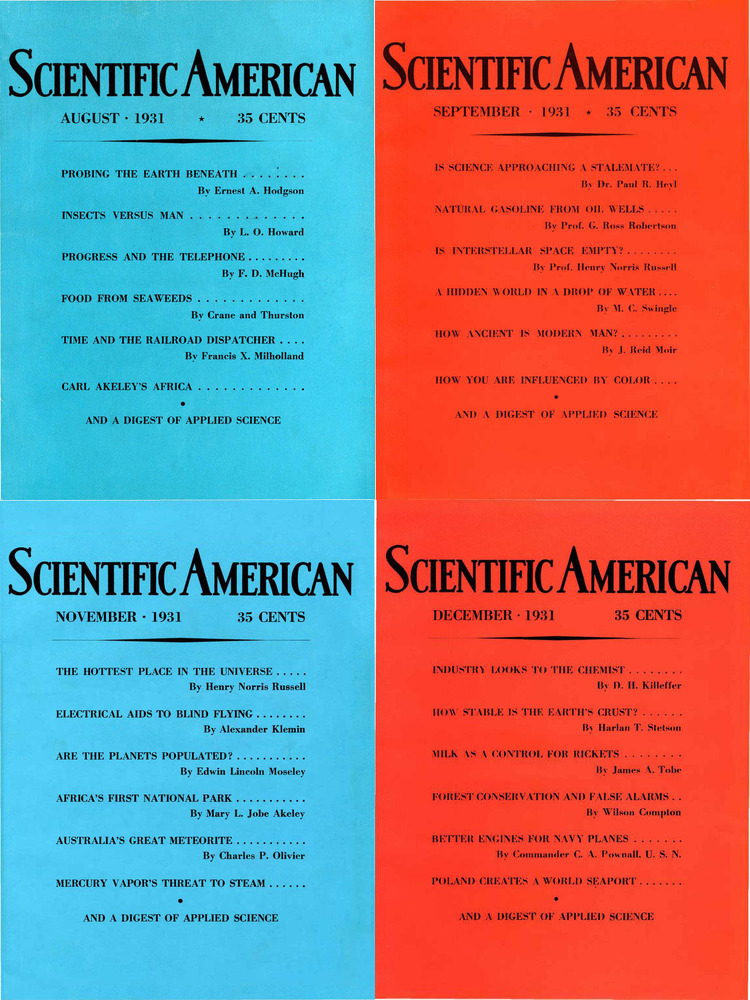 SCIENTIFIC AMERICAN
AUGUST · 1931 ★ 35 CENTS
PROBING THE EARTH BENEATH . . . . . . . .
By Ernest A. Hodgson
INSECTS VERSUS MAN . . . . . . . . . . . . .
By L. O. Howard
PROGRESS AND THE TELEPHONE . . . . . . . . .
By F. D. McHugh
FOOD FROM SEAWEEDS . . . . . . . . . . . . .
By Crane and Thurston
TIME AND THE RAILROAD DISPATCHER . . . .
By Francis X. Milholland
CARL AKELEY'S AFRICA . . . . . . . . . . . . .
•
AND A DIGEST OF APPLIED SCIENCE
SCIENTIFIC AMERICAN
SEPTEMBER · 1931 ★ 35 CENTS
IS SCIENCE APPROACHING A STALEMATE? . . .
By Dr. Paul R. Heyl
NATURAL GASOLINE FROM OIL WELLS . . . . .
By Prof. G. Ross Robertson
IS INTERSTELLAR SPACE EMPTY? . . . . . . . .
By Prof. Henry Norris Russell
A HIDDEN WORLD IN A DROP OF WATER . . . .
By M. C. Swingle
HOW ANCIENT IS MODERN MAN? . . . . . . . . .
By J. Reid Moir
HOW YOU ARE INFLUENCED BY COLOR . . . .
•
AND A DIGEST OF APPLIED SCIENCE
SCIENTIFIC AMERICAN
NOVEMBER · 1931 35 CENTS
THE HOTTEST PLACE IN THE UNIVERSE . . . . .
By Henry Norris Russell
ELECTRICAL AIDS TO BLIND FLYING . . . . . . . .
By Alexander Klemin
ARE THE PLANETS POPULATED? . . . . . . . . . . .
By Edwin Lincoln Moseley
AFRICA'S FIRST NATIONAL PARK . . . . . . . . . . .
By Mary L. Jobe Akeley
AUSTRALIA'S GREAT METEORITE . . . . . . . . . . .
By Charles P. Olivier
MERCURY VAPOR'S THREAT TO STEAM . . . . . .
•
AND A DIGEST OF APPLIED SCIENCE
SCIENTIFIC AMERICAN
DECEMBER · 1931 35 CENTS
INDUSTRY LOOKS TO THE CHEMIST . . . . . . . .
By D. H. Killeffer
HOW STABLE IS THE EARTH'S CRUST? . . . . . .
By Harlan T. Stetson
MILK AS A CONTROL FOR RICKETS . . . . . . . .
By James A. Tobe
FOREST CONSERVATION AND FALSE ALARMS . .
By Wilson Compton
BETTER ENGINES FOR NAVY PLANES . . . . . . .
By Commander C. A. Pownall, U. S. N.
POLAND CREATES A WORLD SEAPORT . . . . . . .
•
AND A DIGEST OF APPLIED SCIENCE